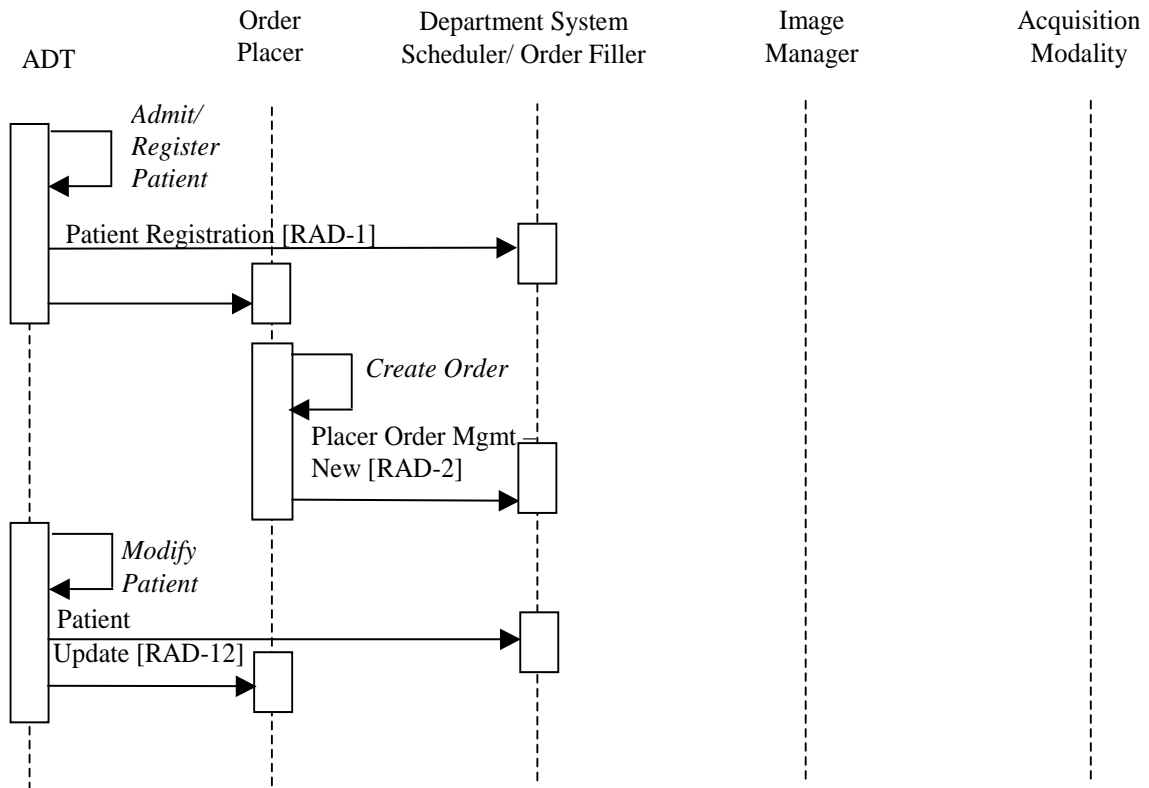 ADT
Order
Placer
Department System
Scheduler/ Order Filler
Image
Manager
Acquisition
Modality
Admit/
Register
Patient
Patient Registration [RAD-1]
Create Order
Placer Order Mgmt –
New [RAD-2]
Modify
Patient
Patient
Update [RAD-12]